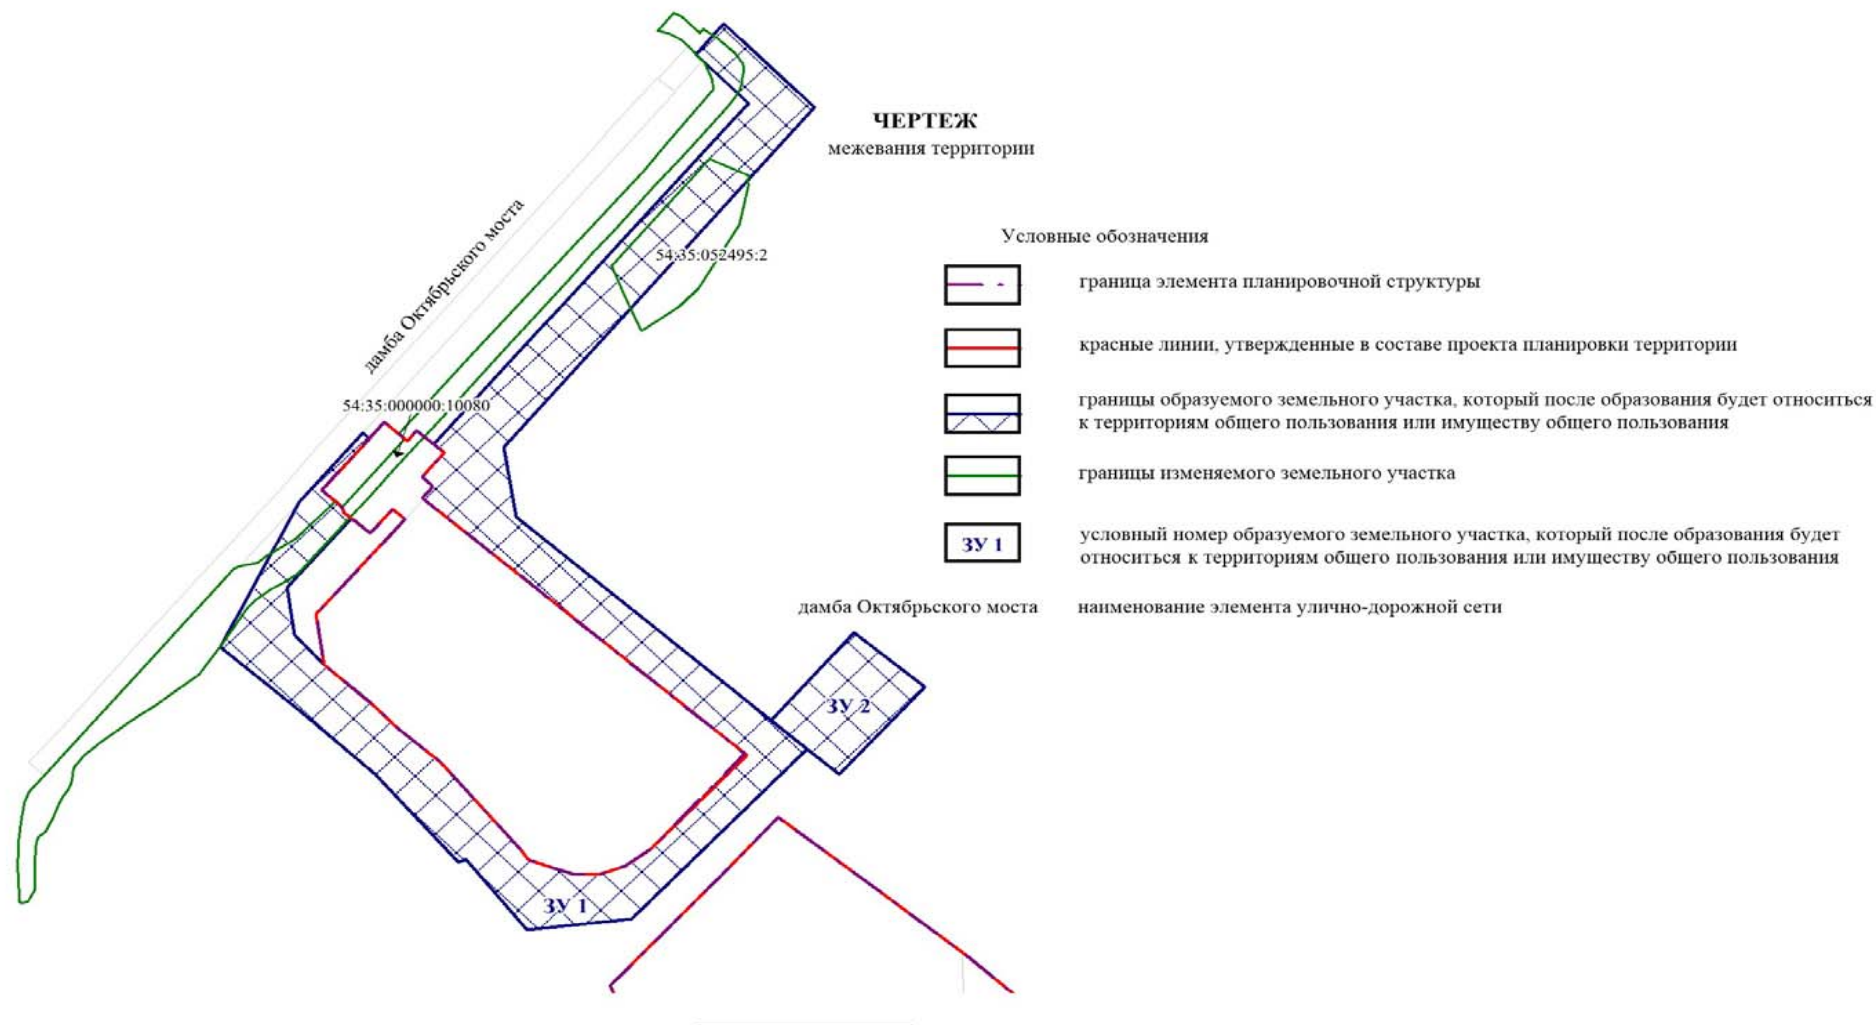 ЧЕРТЕЖ
межевания территории
дамба Октябрьского моста
54:35:052495:2
54:35:000000:10080
Условные обозначения
граница элемента планировочной структуры
красные линии, утвержденные в составе проекта планировки территории
границы образуемого земельного участка, который после образования будет относиться
к территориям общего пользования или имуществу общего пользования
границы изменяемого земельного участка
ЗУ 1
условный номер образуемого земельного участка, который после образования будет
относиться к территориям общего пользования или имуществу общего пользования
дамба Октябрьского моста
наименование элемента улично-дорожной сети
ЗУ 2
ЗУ 1